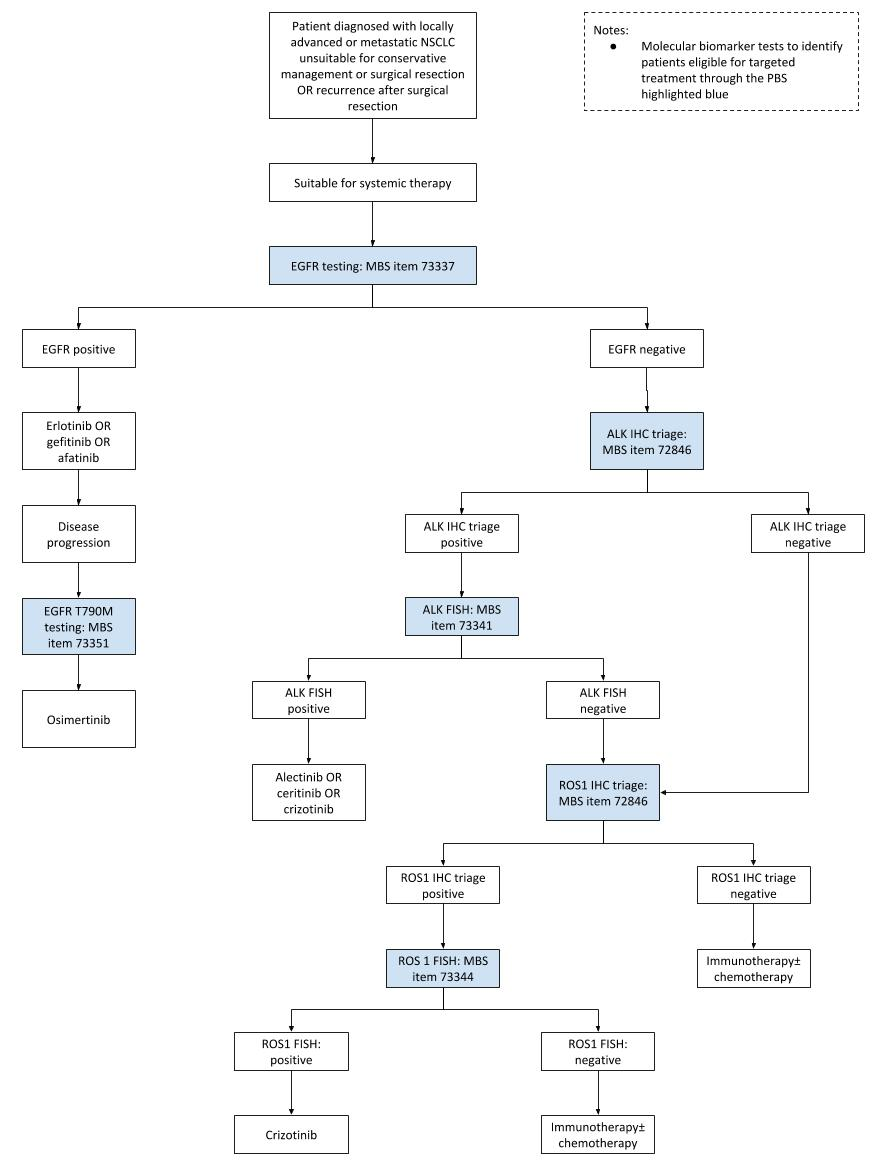 Patient diagnosed with locally
advanced or metastatic NSCLC
unsuitable for conservative
management or surgical resection
OR recurrence after surgical
resection
Notes:
● Molecular biomarker tests to identify
patients eligible for targeted
treatment through the PBS
highlighted blue
Suitable for systemic therapy
EGFR testing: MBS item 73337
EGFR positive
EGFR negative
Erlotinib OR
gefitinib OR
afatinib
ALK IHC triage:
MBS item 72846
Disease
progression
ALK IHC triage
positive
ALK IHC triage
negative
EGFR T790M
testing: MBS
item 73351
ALK FISH: MBS
item 73341
Osimertinib
ALK FISH
positive
ALK FISH
negative
Alectinib OR
ceritinib OR
crizotinib
ROS1 IHC triage:
MBS item 72846
ROS1 IHC triage
positive
ROS1 IHC triage
negative
ROS 1 FISH: MBS
item 73344
Immunotherapy±
chemotherapy
ROS1 FISH:
positive
ROS1 FISH:
negative
Crizotinib
Immunotherapy±
chemotherapy